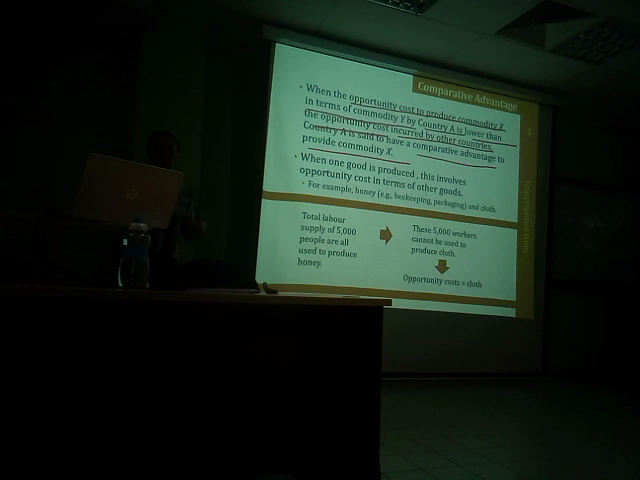 Comparative Advantage
• When the opportunity cost to produce commodity X
in terms of commodity Y by Country A is lower than
the opportunity cost incurred by other countries,
Country A is said to have a comparative advantage to
provide commodity X.
• When one good is produced , this involves
opportunity cost in terms of other goods.
• For example, honey (e.g., beekeeping, packaging) and cloth.
Total labour
supply of 5,000
people are all
used to produce
honey.
These 5,000 workers
cannot be used to
produce cloth.
Opportunity costs = cloth